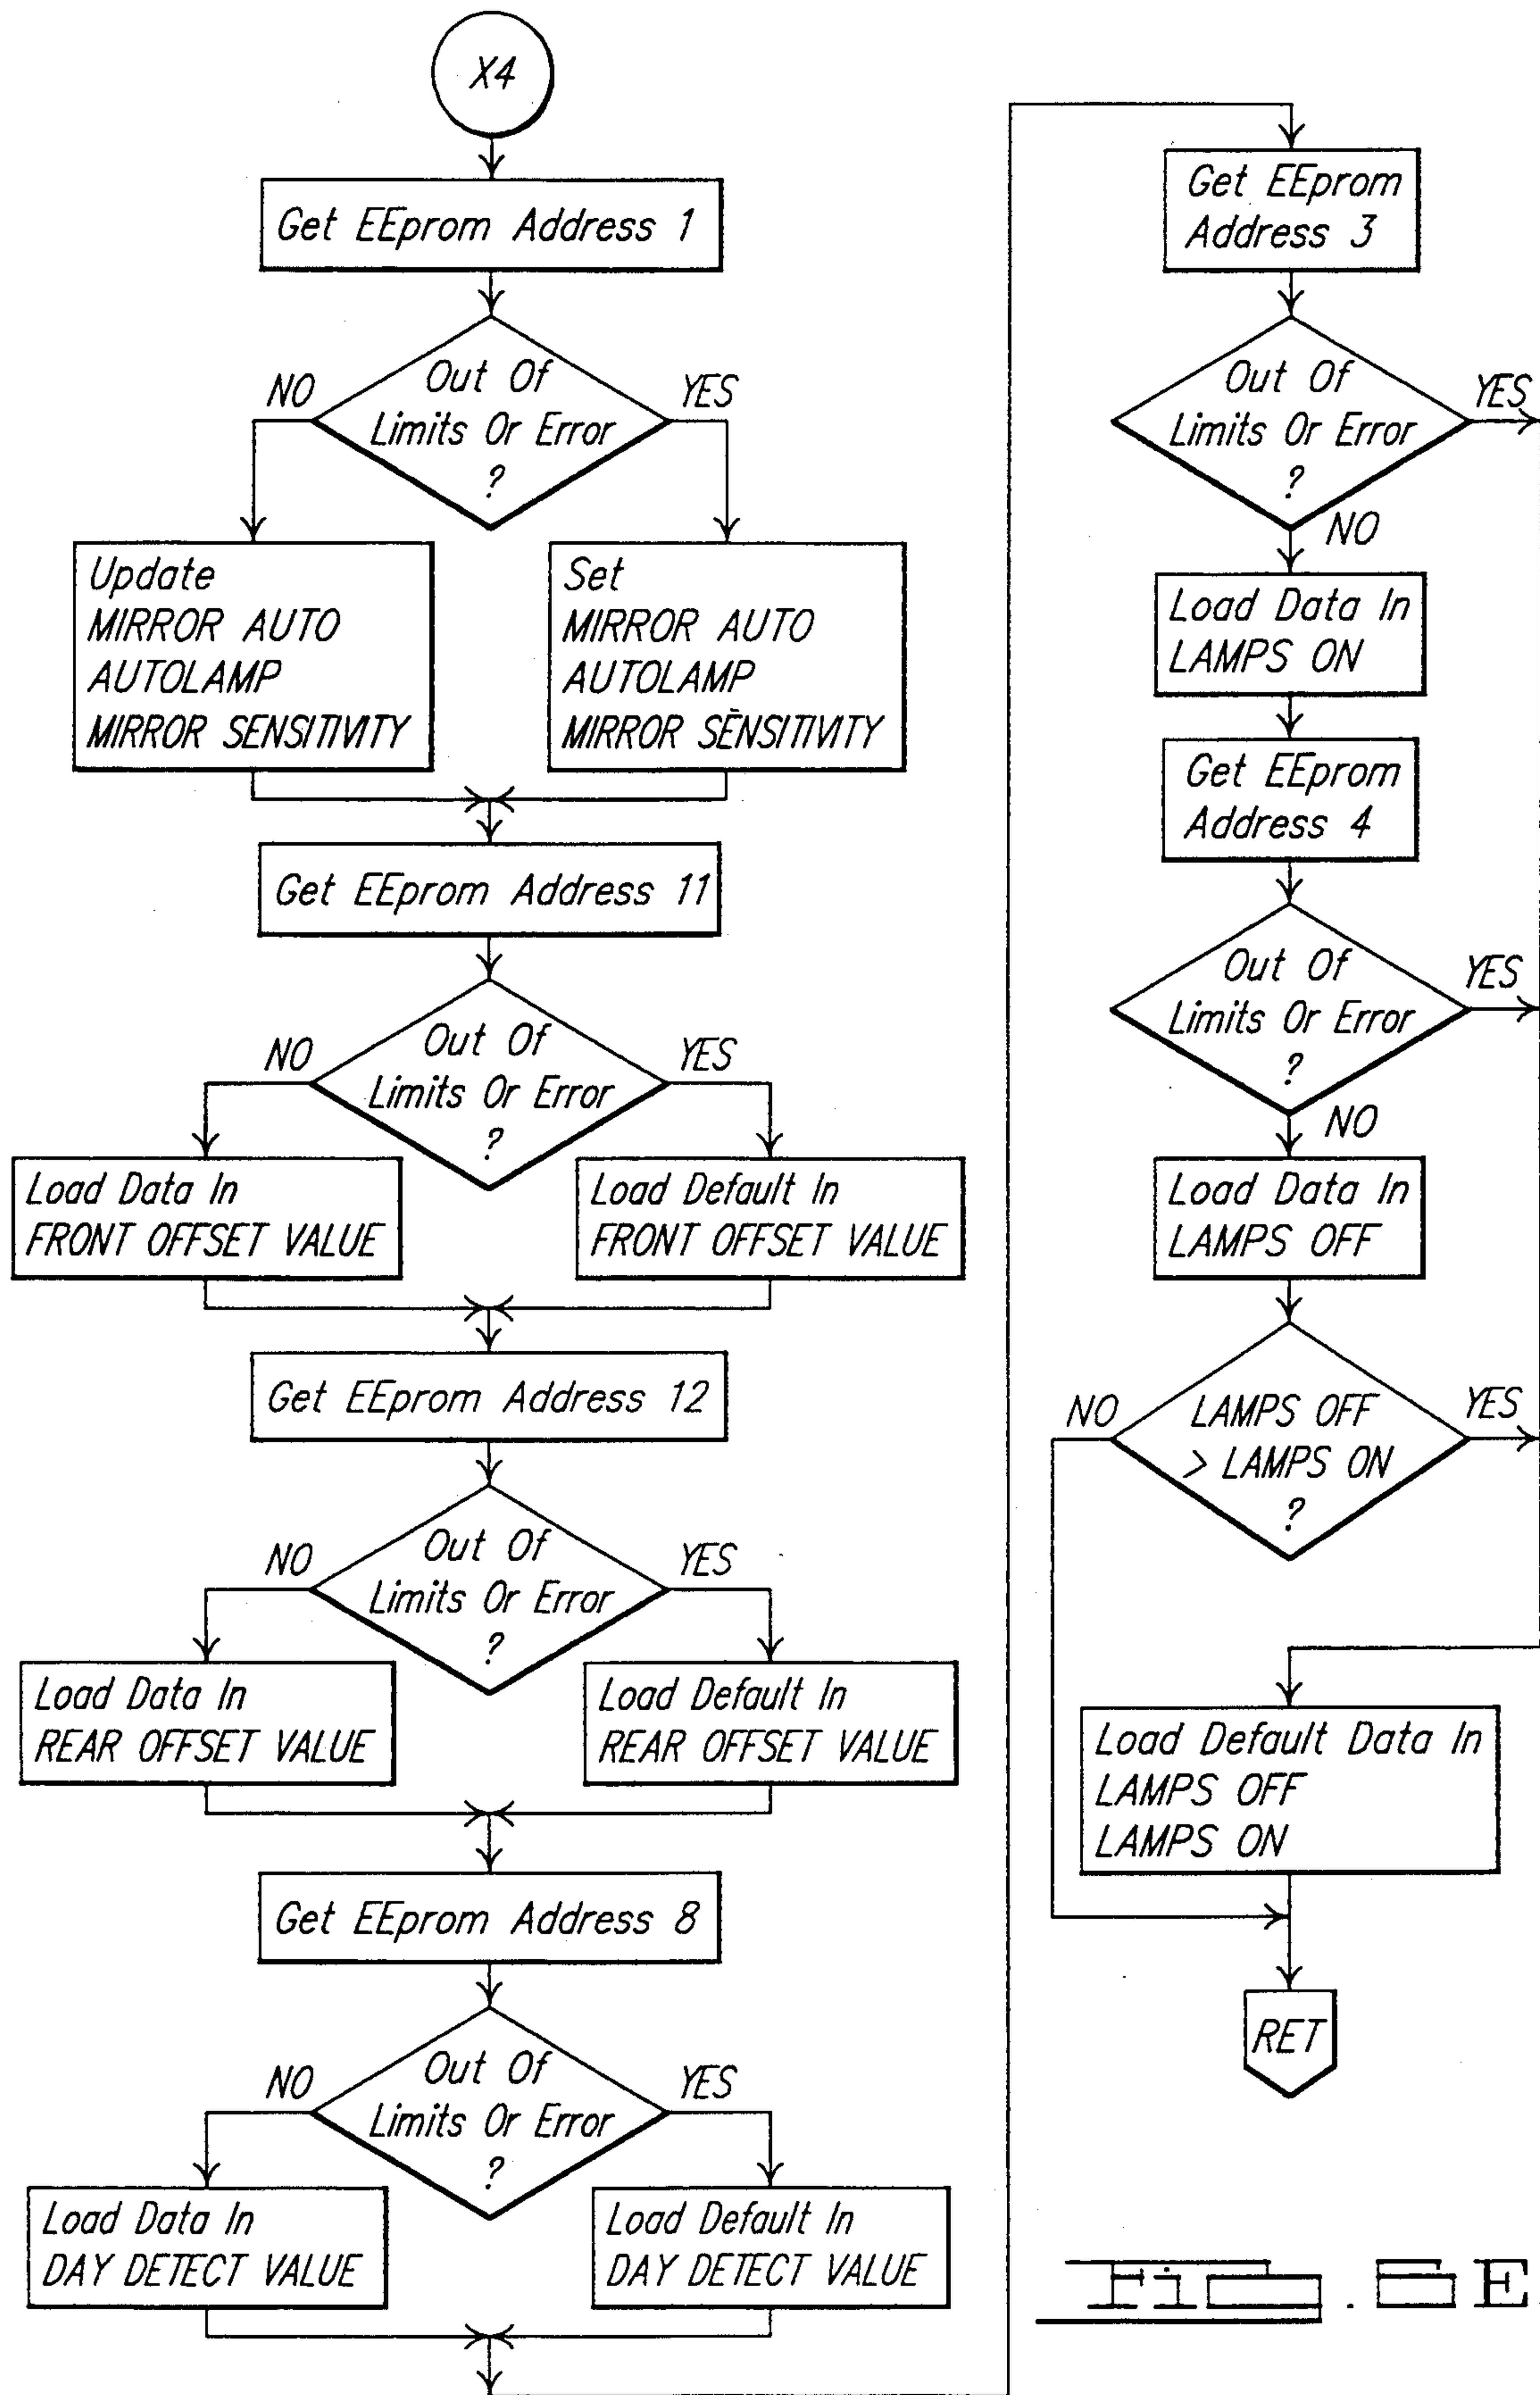 X4
Get EEprom Address 1
Out Of
Limits Or Error
?
NO
YES
Update
MIRROR AUTO
AUTOLAMP
MIRROR SENSITIVITY
Set
MIRROR AUTO
AUTOLAMP
MIRROR SENSITIVITY
Get EEprom Address 11
Out Of
Limits Or Error
?
NO
YES
Load Data In
FRONT OFFSET VALUE
Load Default In
FRONT OFFSET VALUE
Get EEprom Address 12
Out Of
Limits Or Error
?
NO
YES
Load Data In
REAR OFFSET VALUE
Load Default In
REAR OFFSET VALUE
Get EEprom Address 8
Out Of
Limits Or Error
?
NO
YES
Load Data In
DAY DETECT VALUE
Load Default In
DAY DETECT VALUE
Get EEprom
Address 3
Out Of
Limits Or Error
?
YES
NO
Load Data In
LAMPS ON
Get EEprom
Address 4
Out Of
Limits Or Error
?
YES
NO
Load Data In
LAMPS OFF
LAMPS OFF
> LAMPS ON
?
NO
YES
Load Default Data In
LAMPS OFF
LAMPS ON
RET